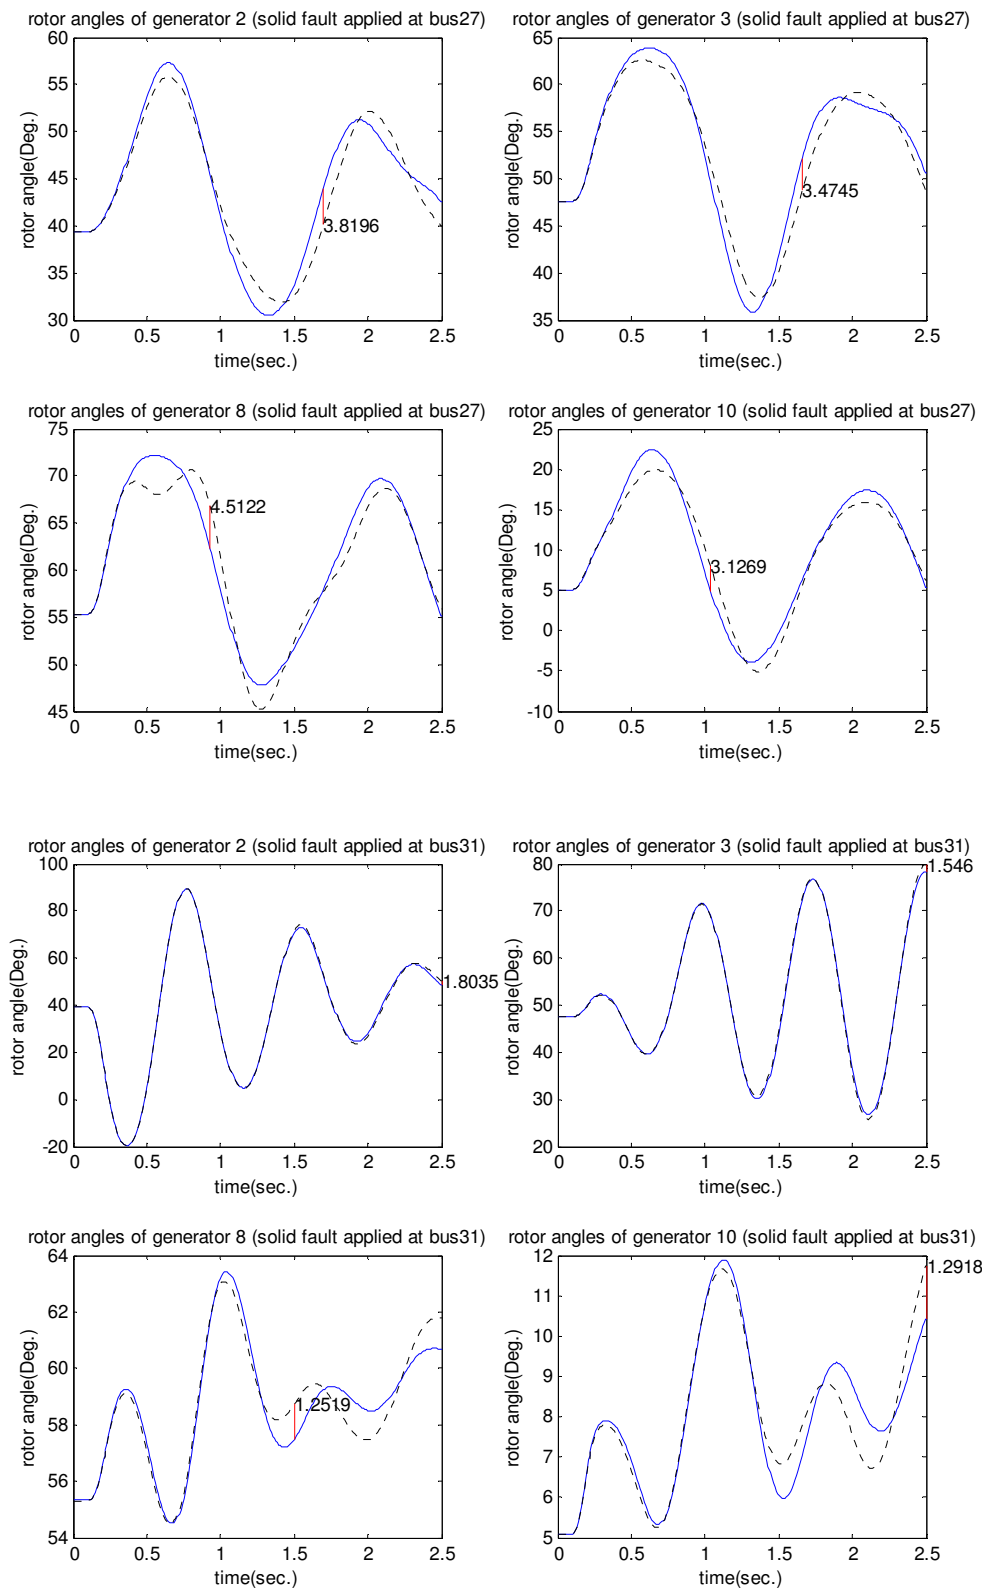 rotor angles of generator 2 (solid fault applied at bus27)
rotor angle(Deg.)
60
55
50
45
40
35
30
3.8196
0 0.5 1 1.5 2 2.5
time(sec.)
rotor angles of generator 3 (solid fault applied at bus27)
rotor angle(Deg.)
65
60
55
50
45
40
35
3.4745
0 0.5 1 1.5 2 2.5
time(sec.)
rotor angles of generator 8 (solid fault applied at bus27)
rotor angle(Deg.)
75
70
65
60
55
50
45
4.5122
0 0.5 1 1.5 2 2.5
time(sec.)
rotor angles of generator 10 (solid fault applied at bus27)
rotor angle(Deg.)
25
20
15
10
5
0
-5
-10
3.1269
0 0.5 1 1.5 2 2.5
time(sec.)
rotor angles of generator 2 (solid fault applied at bus31)
rotor angle(Deg.)
100
80
60
40
20
0
-20
1.8035
0 0.5 1 1.5 2 2.5
time(sec.)
rotor angles of generator 3 (solid fault applied at bus31)
rotor angle(Deg.)
80
70
60
50
40
30
20
1.546
0 0.5 1 1.5 2 2.5
time(sec.)
rotor angles of generator 8 (solid fault applied at bus31)
rotor angle(Deg.)
64
62
60
58
56
54
1.2519
0 0.5 1 1.5 2 2.5
time(sec.)
rotor angles of generator 10 (solid fault applied at bus31)
rotor angle(Deg.)
12
11
10
9
8
7
6
5
1.2918
0 0.5 1 1.5 2 2.5
time(sec.)